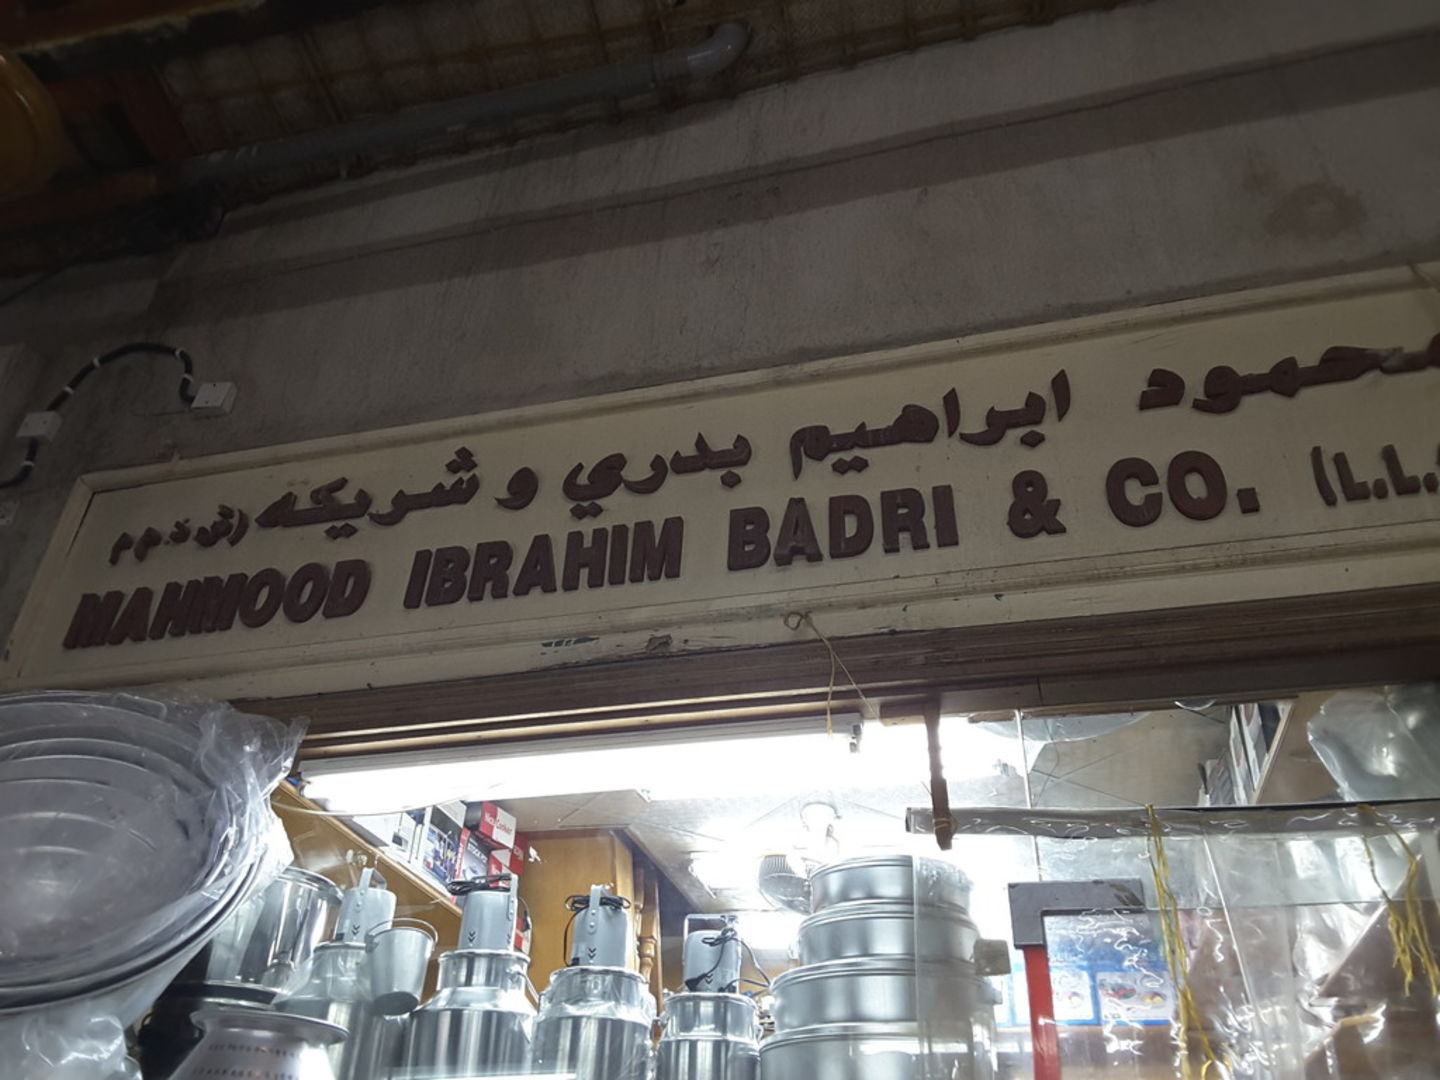 محمود ابراهيم بدري و شريكه (ش.ذ.م.م
MAHMOOD IBRAHIM BADRI & CO. (L.L.